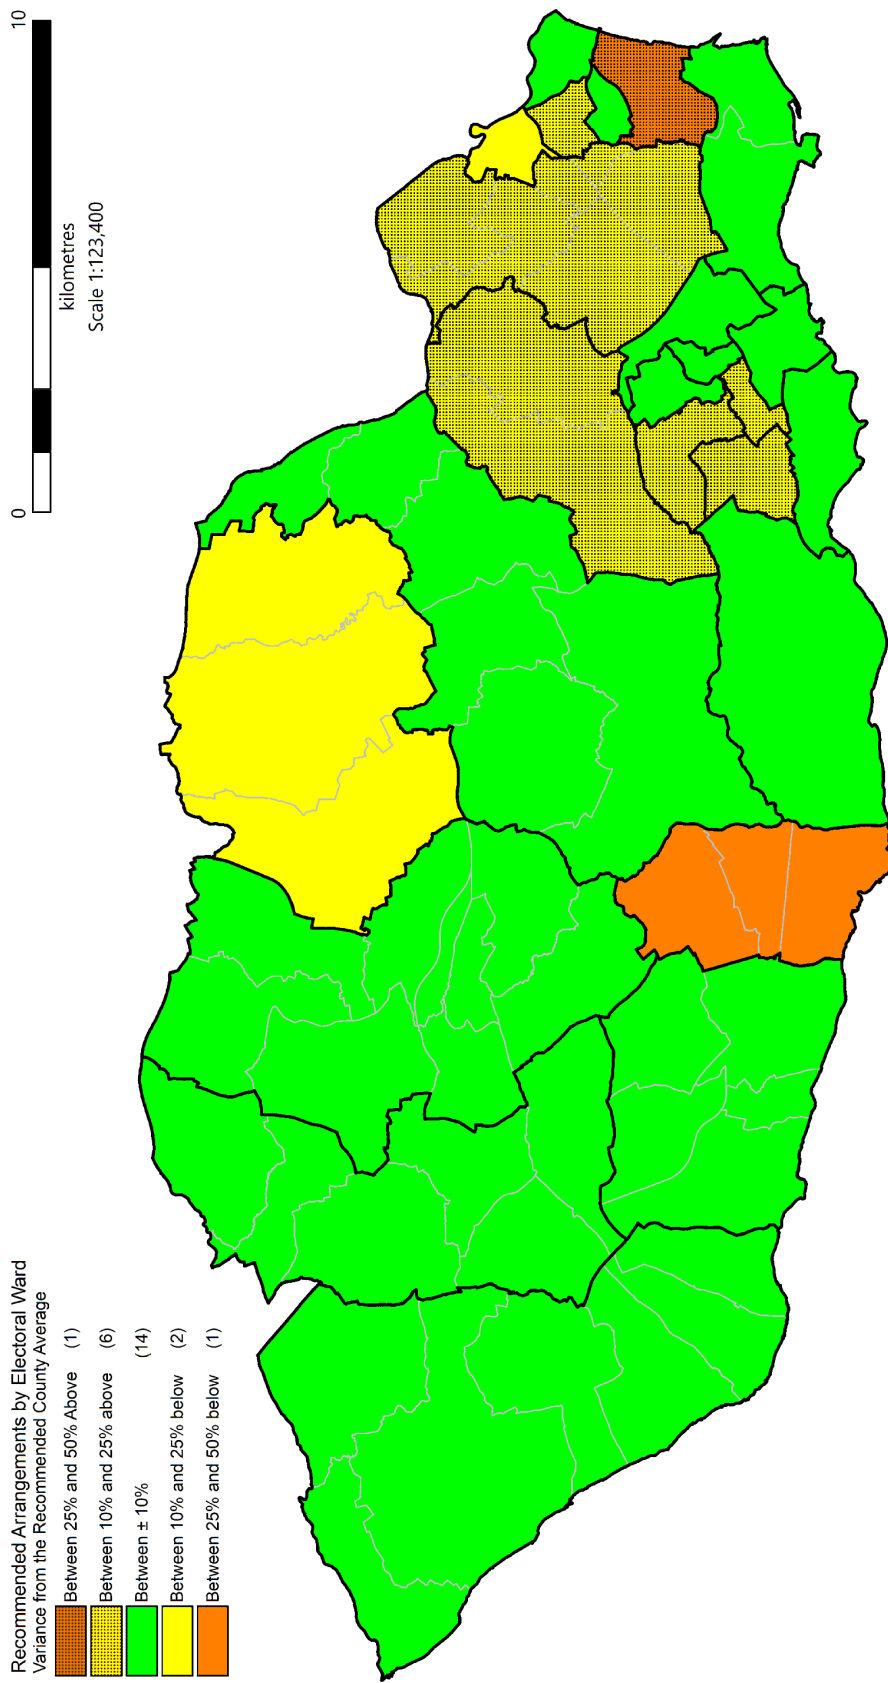 Recommended Arrangements by Electoral Ward
Variance from the Recommended County Average
Between 25% and 50% Above (1)
Between 10% and 25% above (6)
Between ± 10% (14)
Between 10% and 25% below (2)
Between 25% and 50% below (1)
0 10
kilometres
Scale 1:123,400